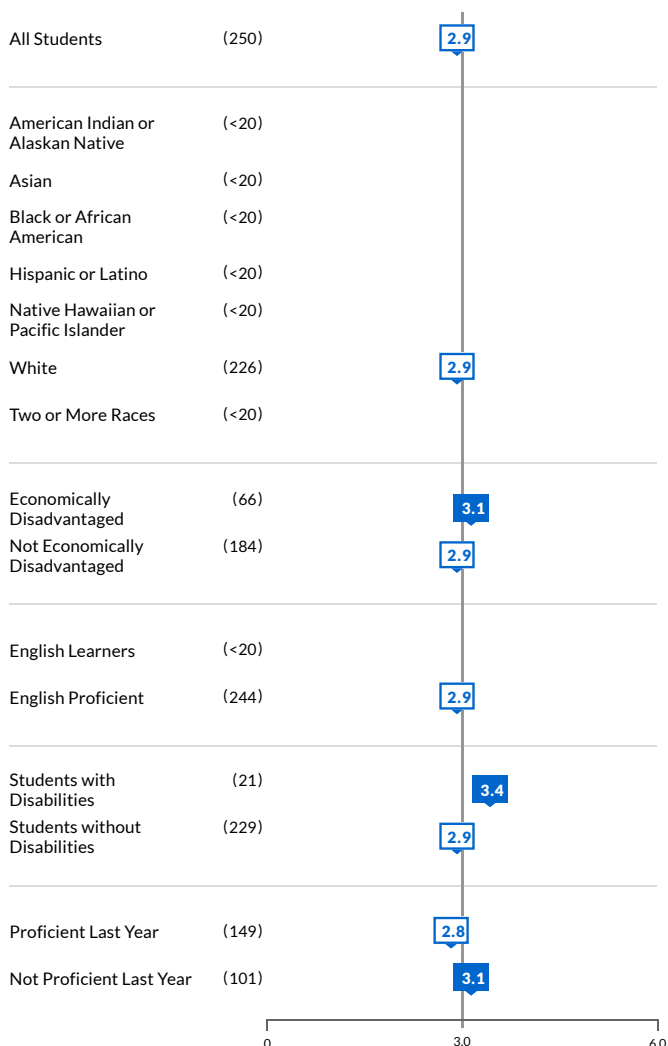 All Students (250) 2.9
American Indian or (<20)
Alaskan Native
Asian (<20)
Black or African (<20)
American
Hispanic or Latino (<20)
Native Hawaiian or (<20)
Pacific Islander
White (226) 2.9
Two or More Races (<20)
Economically (66) 3.1
Disadvantaged
Not Economically (184) 2.9
Disadvantaged
English Learners (<20)
English Proficient (244) 2.9
Students with (21) 3.4
Disabilities
Students without (229) 2.9
Disabilities
Proficient Last Year (149) 2.8
Not Proficient Last Year (101) 3.1
0 3.0 6.0